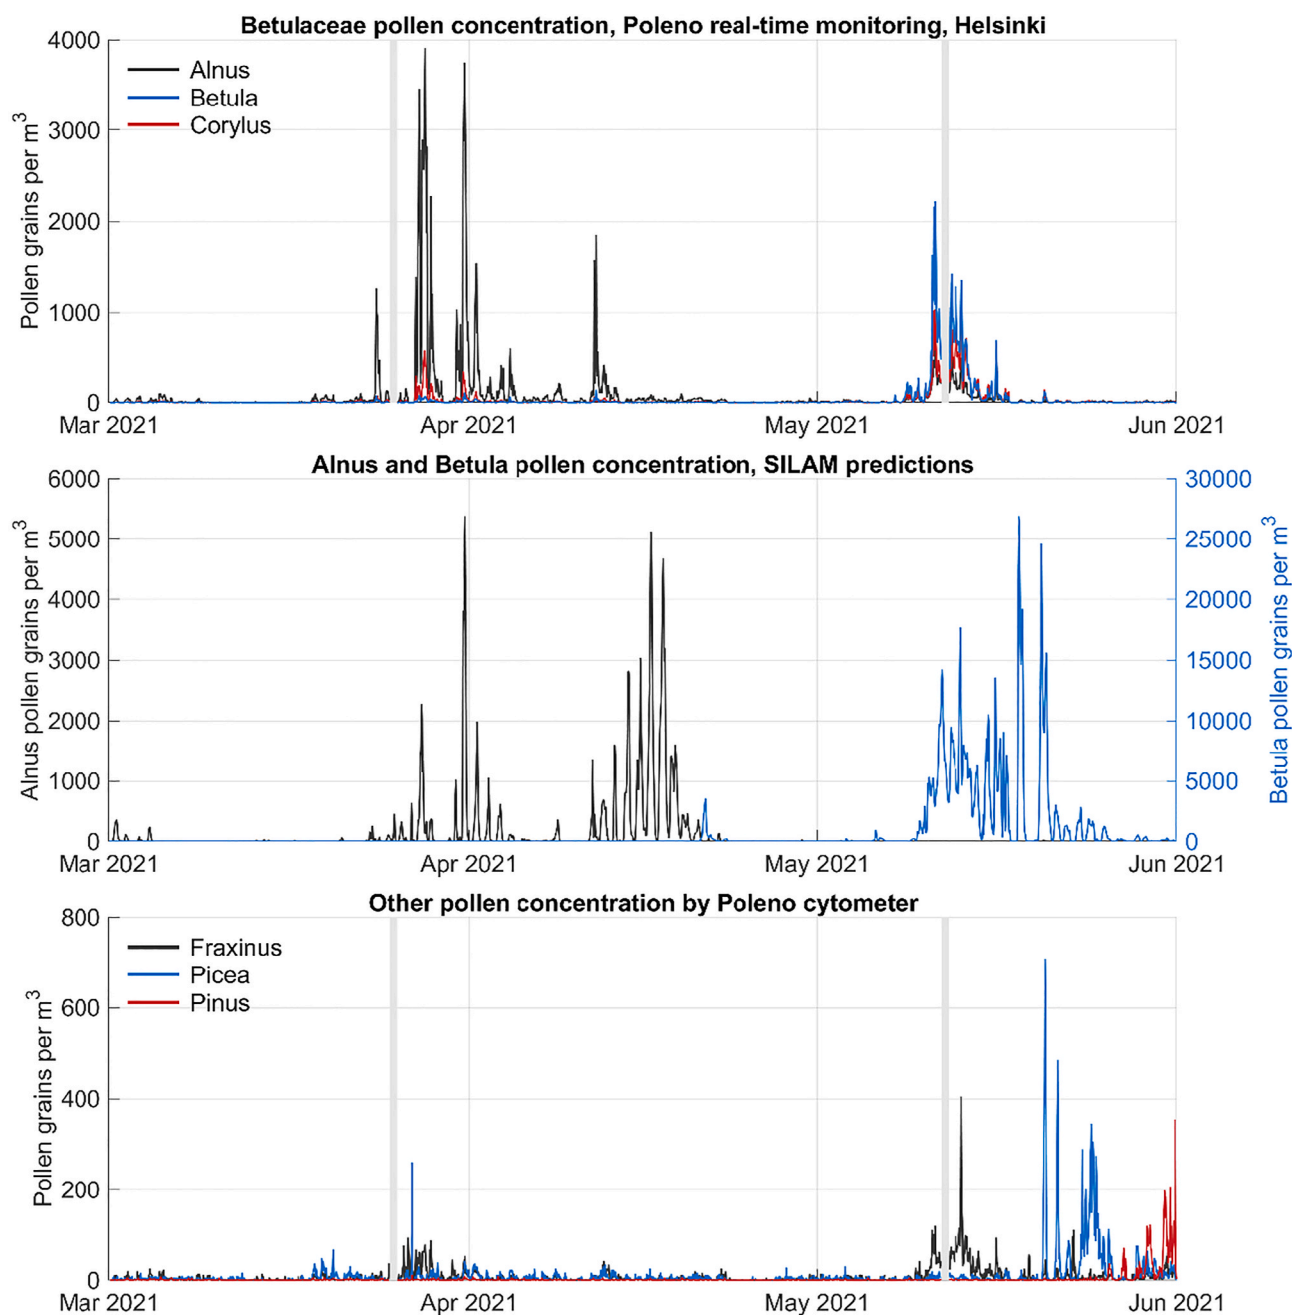 Betulaceae pollen concentration, Poleno real-time monitoring, Helsinki
Pollen grains per m³
4000
3000
2000
1000
0
Alnus
Betula
Corylus
Mar 2021 Apr 2021 May 2021 Jun 2021
Alnus and Betula pollen concentration, SILAM predictions
Alnus pollen grains per m³
6000
5000
4000
3000
2000
1000
0
30000
25000
20000
15000
10000
5000
0
Betula pollen grains per m³
Mar 2021 Apr 2021 May 2021 Jun 2021
Other pollen concentration by Poleno cytometer
Pollen grains per m³
800
600
400
200
0
Fraxinus
Picea
Pinus
Mar 2021 Apr 2021 May 2021 Jun 2021